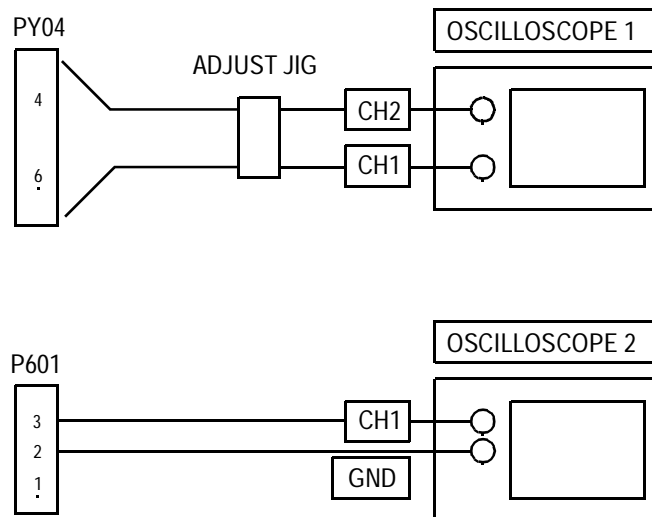 PY04
OSCILLOSCOPE 1
ADJUST JIG
4
CH2
CH1
6
P601
OSCILLOSCOPE 2
3
CH1
2
GND
1